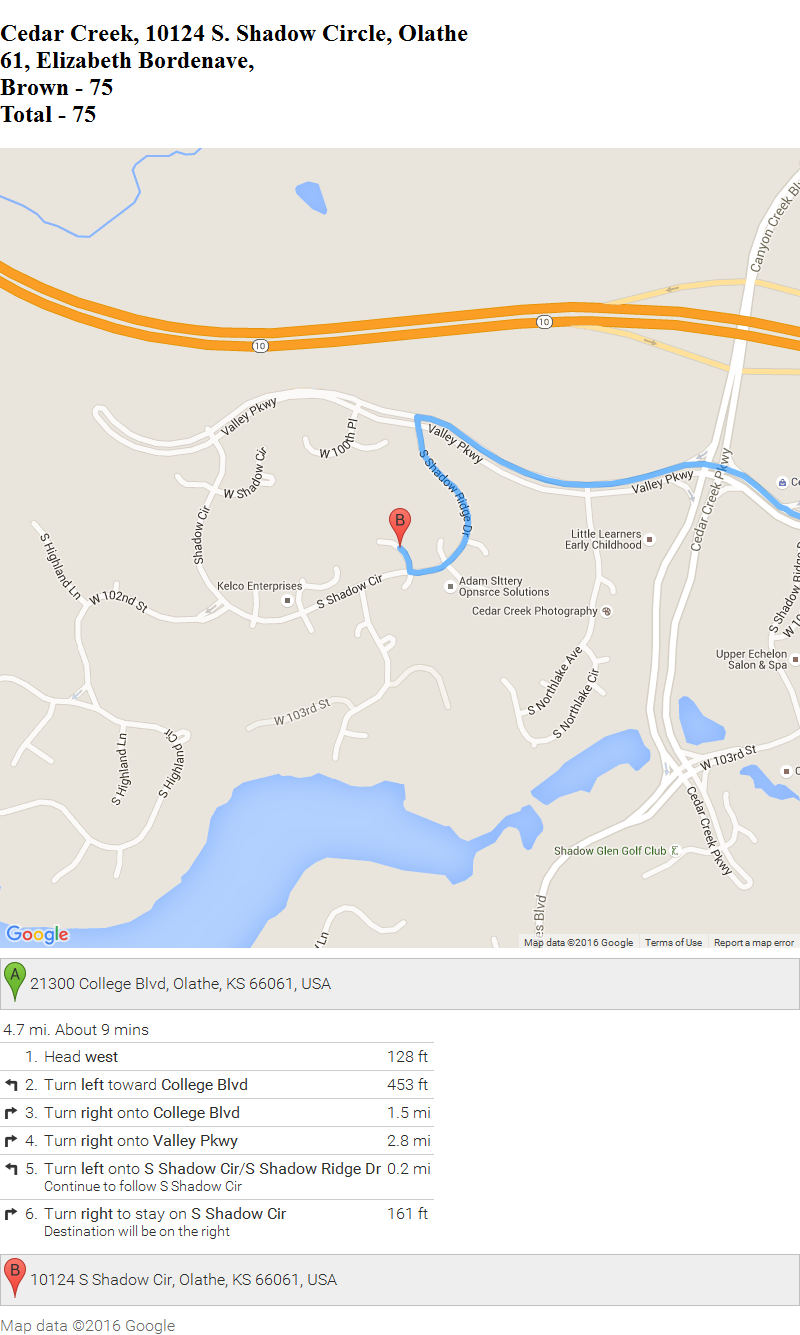 Cedar Creek, 10124 S. Shadow Circle, Olathe
61, Elizabeth Bordenave,
Brown - 75
Total - 75
Canyon Creek Bl
10
10
Valley Pkwy
W 100th Pl
Valley Pkwy
S Shadow Ridge Dr
W Shadow Cir
Valley Pkwy
Cedar Creek Pkwy
Shadow Cir
B
S Highland Ln
Little Learners
Early Childhood
Kelco Enterprises
S Shadow Cir
Adam Slttery
Opnsrce Solutions
W 102nd St
Cedar Creek Photography
S Shadow Ridge
W 10
Upper Echelon
Salon & Spa
S Northlake Ave
S Northlake Cir
W 103rd St
S Highland Ln
S Highland Cir
W 103rd St
Cedar Creek Pkwy
Shadow Glen Golf Club
es Blvd
Ln
Google
Map data ©2016 Google Terms of Use Report a map error
A 21300 College Blvd, Olathe, KS 66061, USA
4.7 mi. About 9 mins
1. Head west 128 ft
2. Turn left toward College Blvd 453 ft
3. Turn right onto College Blvd 1.5 mi
4. Turn right onto Valley Pkwy 2.8 mi
5. Turn left onto S Shadow Cir/S Shadow Ridge Dr 0.2 mi
Continue to follow S Shadow Cir
6. Turn right to stay on S Shadow Cir 161 ft
Destination will be on the right
B 10124 S Shadow Cir, Olathe, KS 66061, USA
Map data ©2016 Google